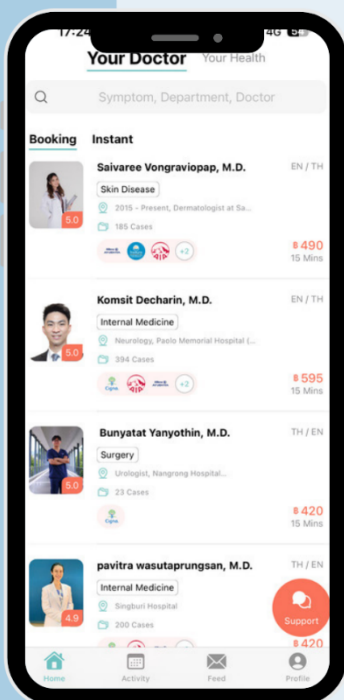 17:24
4G
Your Doctor Your Health
Symptom, Department, Doctor
Booking Instant
Saivaree Vongraviopap, M.D. EN / TH
Skin Disease
2015 - Present, Dermatologist at Sa...
185 Cases
5.0
+2
฿ 490
15 Mins
Komsit Decharin, M.D. EN / TH
Internal Medicine
Neurology, Paolo Memorial Hospital (...
394 Cases
5.0
Cigna
+2
฿ 595
15 Mins
Bunyatat Yanyothin, M.D. TH / EN
Surgery
Urologist, Nangrong Hospital...
23 Cases
5.0
Cigna
฿ 420
15 Mins
pavitra wasutaprungsan, M.D. TH / EN
Internal Medicine
Singburi Hospital
200 Cases
4.9
Support
฿ 420
Home Activity Feed Profile